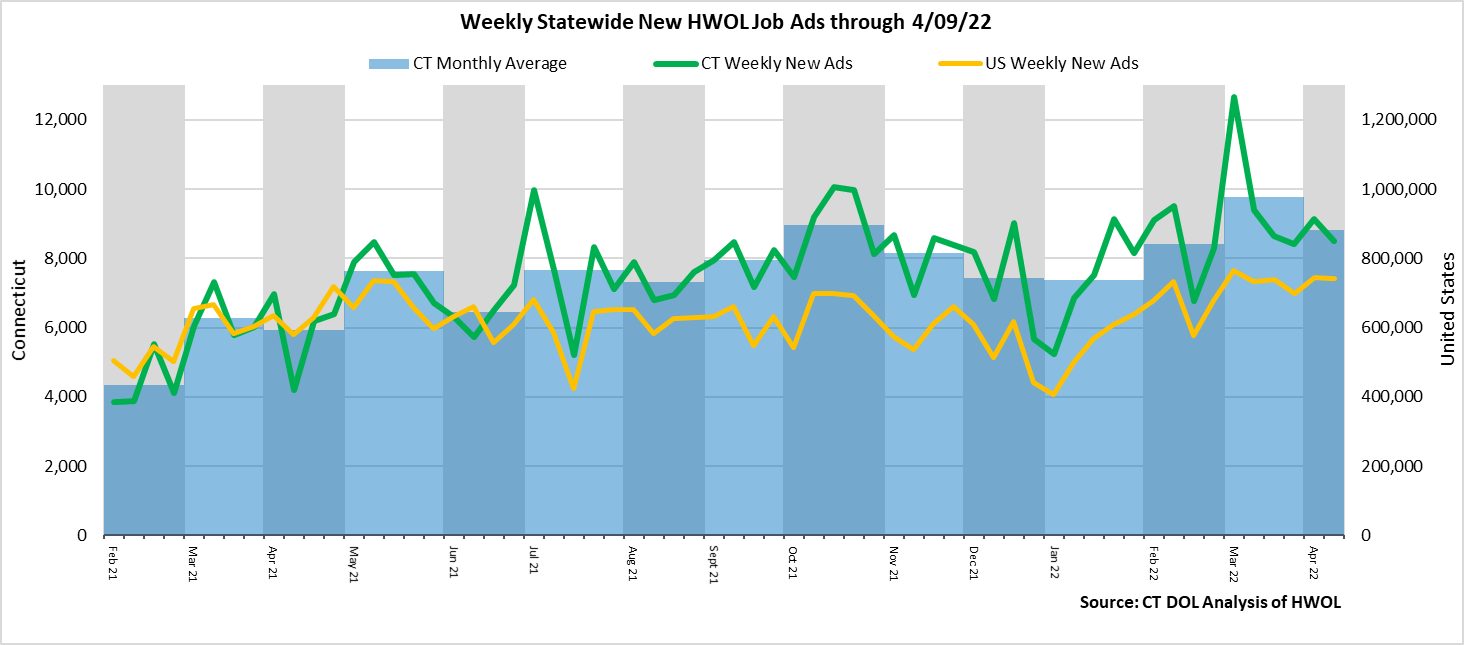 Weekly Statewide New HWOL Job Ads through 4/09/22
CT Monthly Average
CT Weekly New Ads
US Weekly New Ads
Connecticut
12,000
10,000
8,000
6,000
4,000
2,000
0
1,200,000
1,000,000
800,000
600,000
400,000
200,000
0
United States
Feb 21
Mar 21
Apr 21
May 21
Jun 21
Jul 21
Aug 21
Sept 21
Oct 21
Nov 21
Dec 21
Jan 22
Feb 22
Mar 22
Apr 22
Source: CT DOL Analysis of HWOL